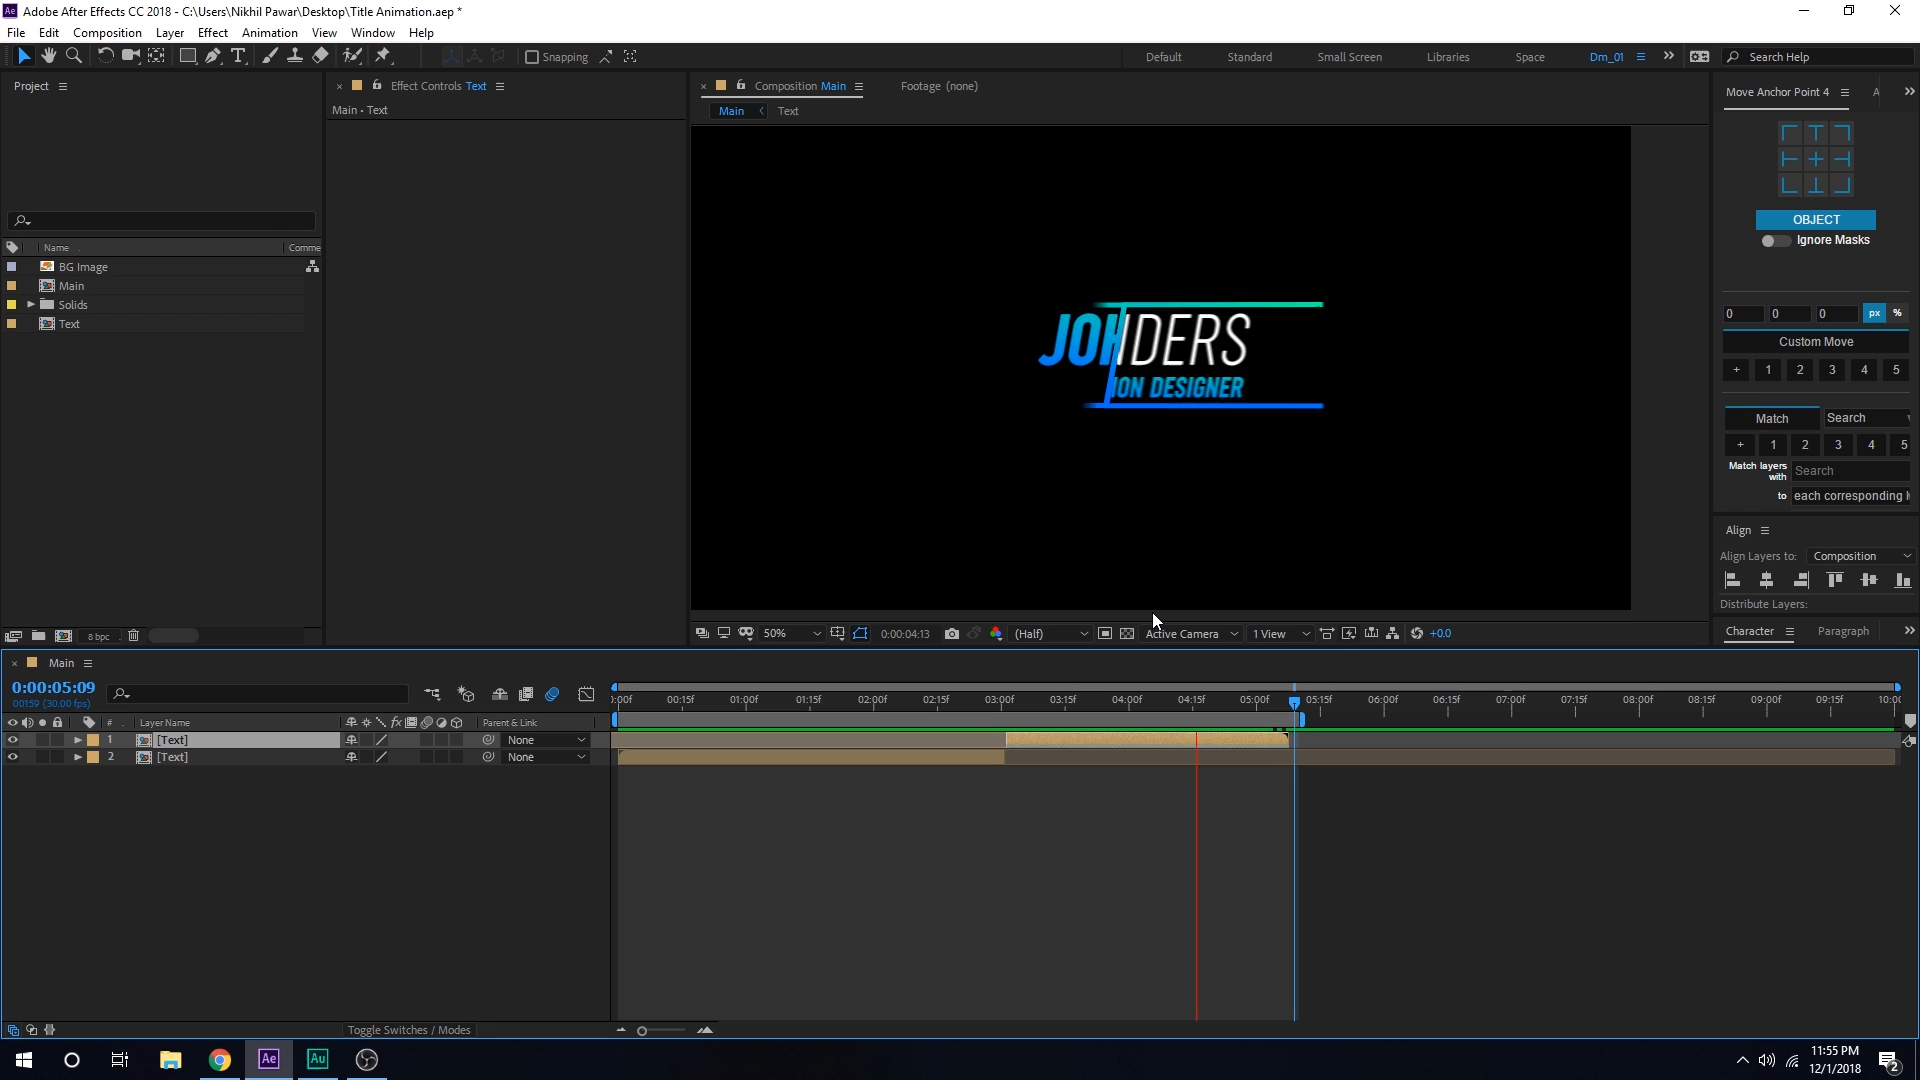 Adobe After Effects CC 2018 - C:\Users\Nikhil Pawar\Desktop\Title Animation.aep *
File Edit Composition Layer Effect Animation View Window Help
Snapping Default Standard Small Screen Libraries Space Dm_01 Search Help
Project
Effect Controls Text
Main • Text
Composition Main
Footage (none)
Main
Text
Name
Comme
BG Image
Main
Solids
Text
8 bpc
JOH
IDERS
ION DESIGNER
50%
0:00:04:13
(Half)
Active Camera
1 View
+0.0
Move Anchor Point 4
A
OBJECT
Ignore Masks
0 0 0 px %
Custom Move
+ 1 2 3 4 5
Match Search
+ 1 2 3 4 5
Match layers with
Search
to each corresponding
Align
Align Layers to: Composition
Distribute Layers:
Character
Paragraph
Main
0:00:05:09
00159 (30.00 fps)
:00f 00:15f 01:00f 01:15f 02:00f 02:15f 03:00f 03:15f 04:00f 04:15f 05:00f 05:15f 06:00f 06:15f 07:00f 07:15f 08:00f 08:15f 09:00f 09:15f 10:00
# Layer Name fx Parent & Link
1 [Text] None
2 [Text] None
Toggle Switches / Modes
Ae Au
11:55 PM
12/1/2018
2